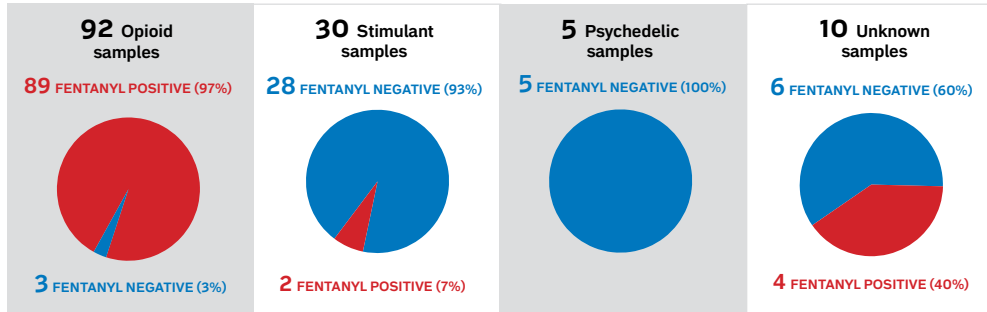 92 Opioid
samples
89 FENTANYL POSITIVE (97%)
3 FENTANYL NEGATIVE (3%)
30 Stimulant
samples
28 FENTANYL NEGATIVE (93%)
2 FENTANYL POSITIVE (7%)
5 Psychedelic
samples
5 FENTANYL NEGATIVE (100%)
10 Unknown
samples
6 FENTANYL NEGATIVE (60%)
4 FENTANYL POSITIVE (40%)